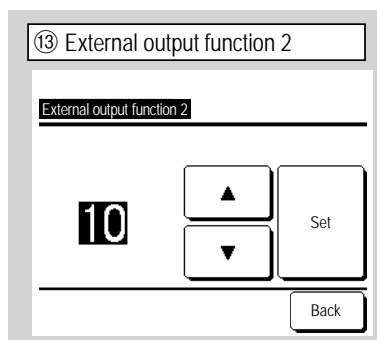 ⑬ External output function 2
External output function 2
▲
10
Set
▼
Back